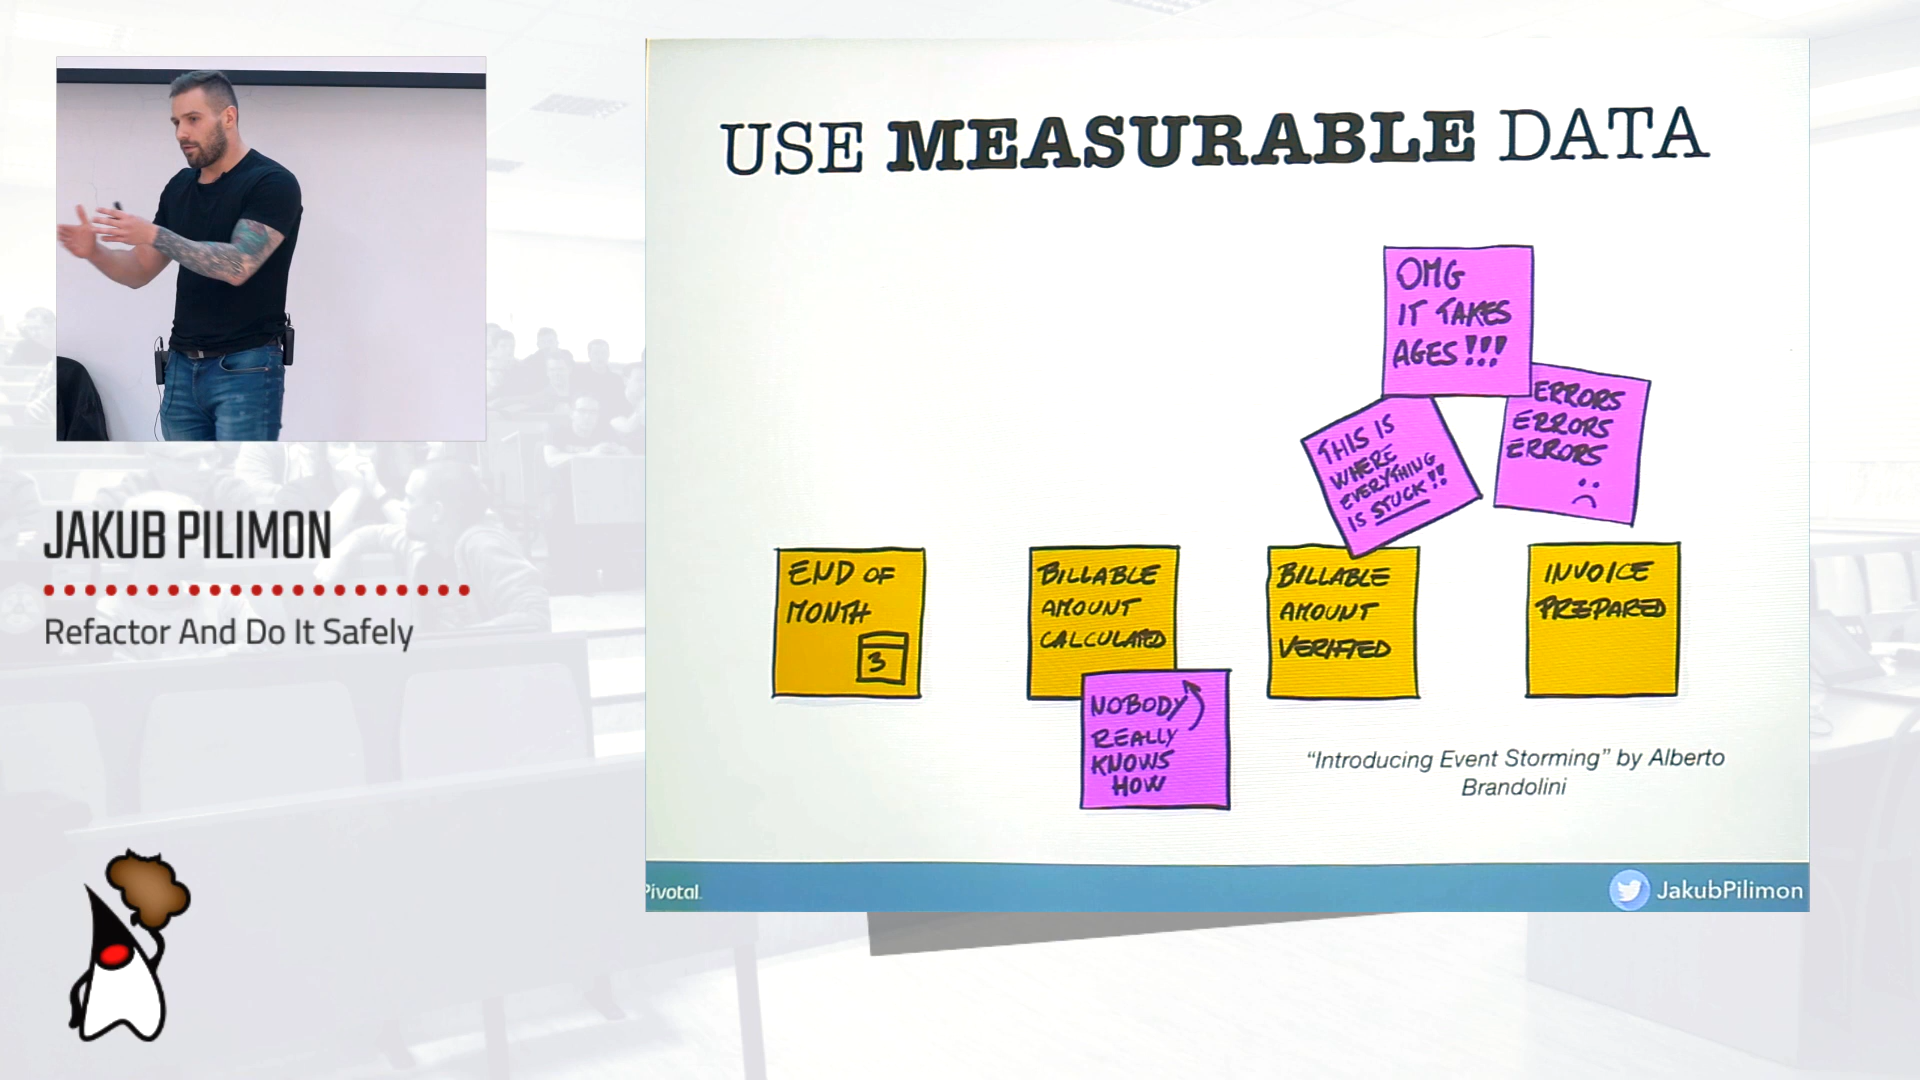 JAKUB PILIMON
Refactor And Do It Safely
USE MEASURABLE DATA
OMG
IT TAKES
AGES!!!
THIS IS
WHERE
EVERYTHING
IS STUCK!!
ERRORS
ERRORS
ERRORS
END OF
MONTH
3
BILLABLE
AMOUNT
CALCULATED
NOBODY
REALLY
KNOWS
HOW
BILLABLE
AMOUNT
VERIFIED
INVOICE
PREPARED
“Introducing Event Storming” by Alberto
Brandolini
Pivotal.
JakubPilimon